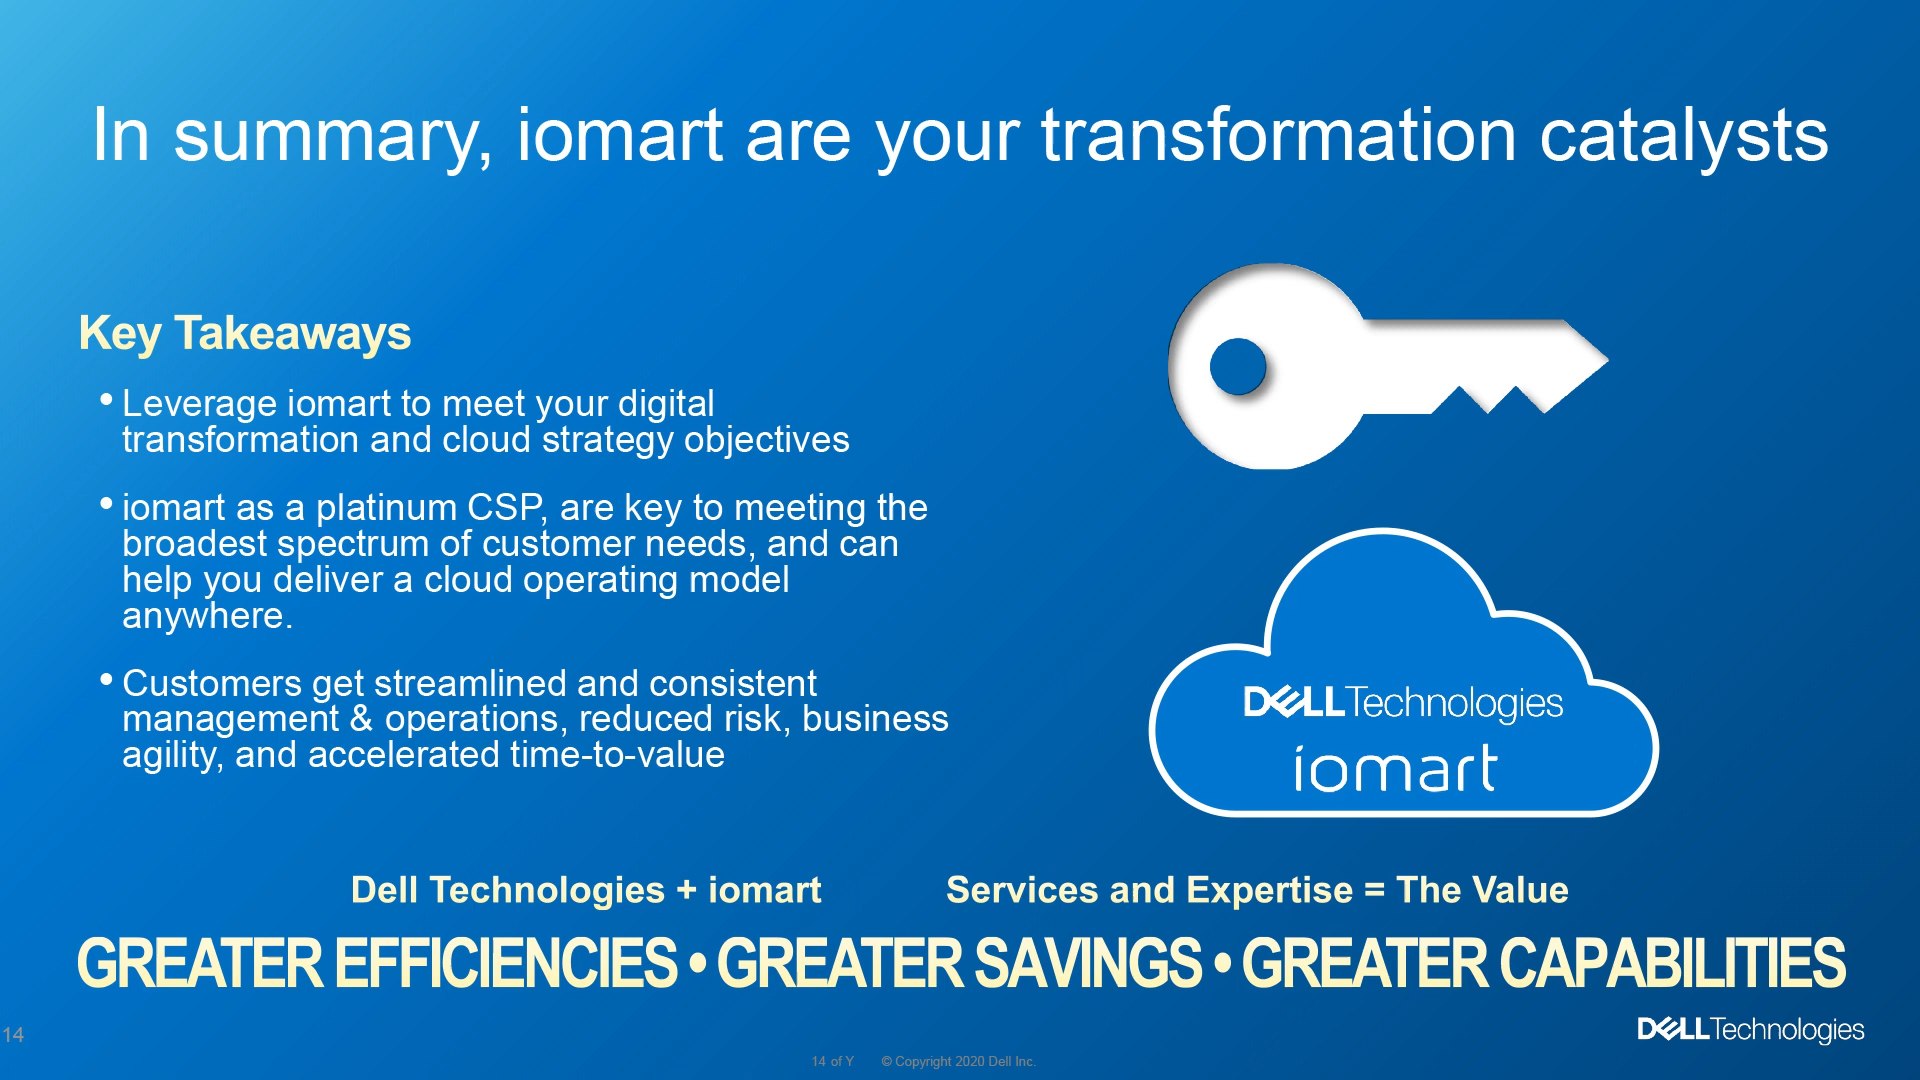 In summary, iomart are your transformation catalysts
Key Takeaways
• Leverage iomart to meet your digital
transformation and cloud strategy objectives
• iomart as a platinum CSP, are key to meeting the
broadest spectrum of customer needs, and can
help you deliver a cloud operating model
anywhere.
• Customers get streamlined and consistent
management & operations, reduced risk, business
agility, and accelerated time-to-value
DELLTechnologies
iomart
Dell Technologies + iomart Services and Expertise = The Value
GREATER EFFICIENCIES • GREATER SAVINGS • GREATER CAPABILITIES
14
DELLTechnologies
14 of Y © Copyright 2020 Dell Inc.